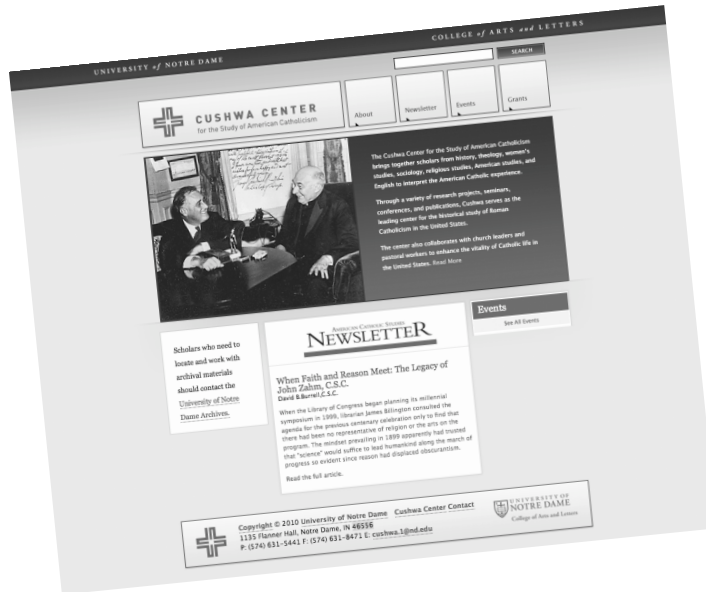 UNIVERSITY of NOTRE DAME
COLLEGE of ARTS and LETTERS
SEARCH
CUSHWA CENTER
for the Study of American Catholicism
About
Newsletter
Events
Grants
The Cushwa Center for the Study of American Catholicism
brings together scholars from history, theology, women's
studies, sociology, religious studies, American studies, and
English to interpret the American Catholic experience.
Through a variety of research projects, seminars,
conferences, and publications, Cushwa serves as the
leading center for the historical study of Roman
Catholicism in the United States.
The center also collaborates with church leaders and
pastoral workers to enhance the vitality of Catholic life in
the United States. Read More
Scholars who need to
locate and work with
archival materials
should contact the
University of Notre
Dame Archives.
AMERICAN CATHOLIC STUDIES
NEWSLETTER
When Faith and Reason Meet: The Legacy of
John Zahm, C.S.C.
David B.Burrell,C.S.C.
When the Library of Congress began planning its millennial
symposium in 1999, librarian James Billington consulted the
agenda for the previous centenary celebration only to find that
there had been no representative of religion or the arts on the
program. The mindset prevailing in 1899 apparently had trusted
that "science" would suffice to lead humankind along the march of
progress so evident since reason had displaced obscurantism.
Read the full article.
Events
See All Events
Copyright © 2010 University of Notre Dame Cushwa Center Contact
1135 Flanner Hall, Notre Dame, IN 46556
P: (574) 631-5441 F: (574) 631-8471 E: cushwa.1@nd.edu
UNIVERSITY OF
NOTRE DAME
College of Arts and Letters